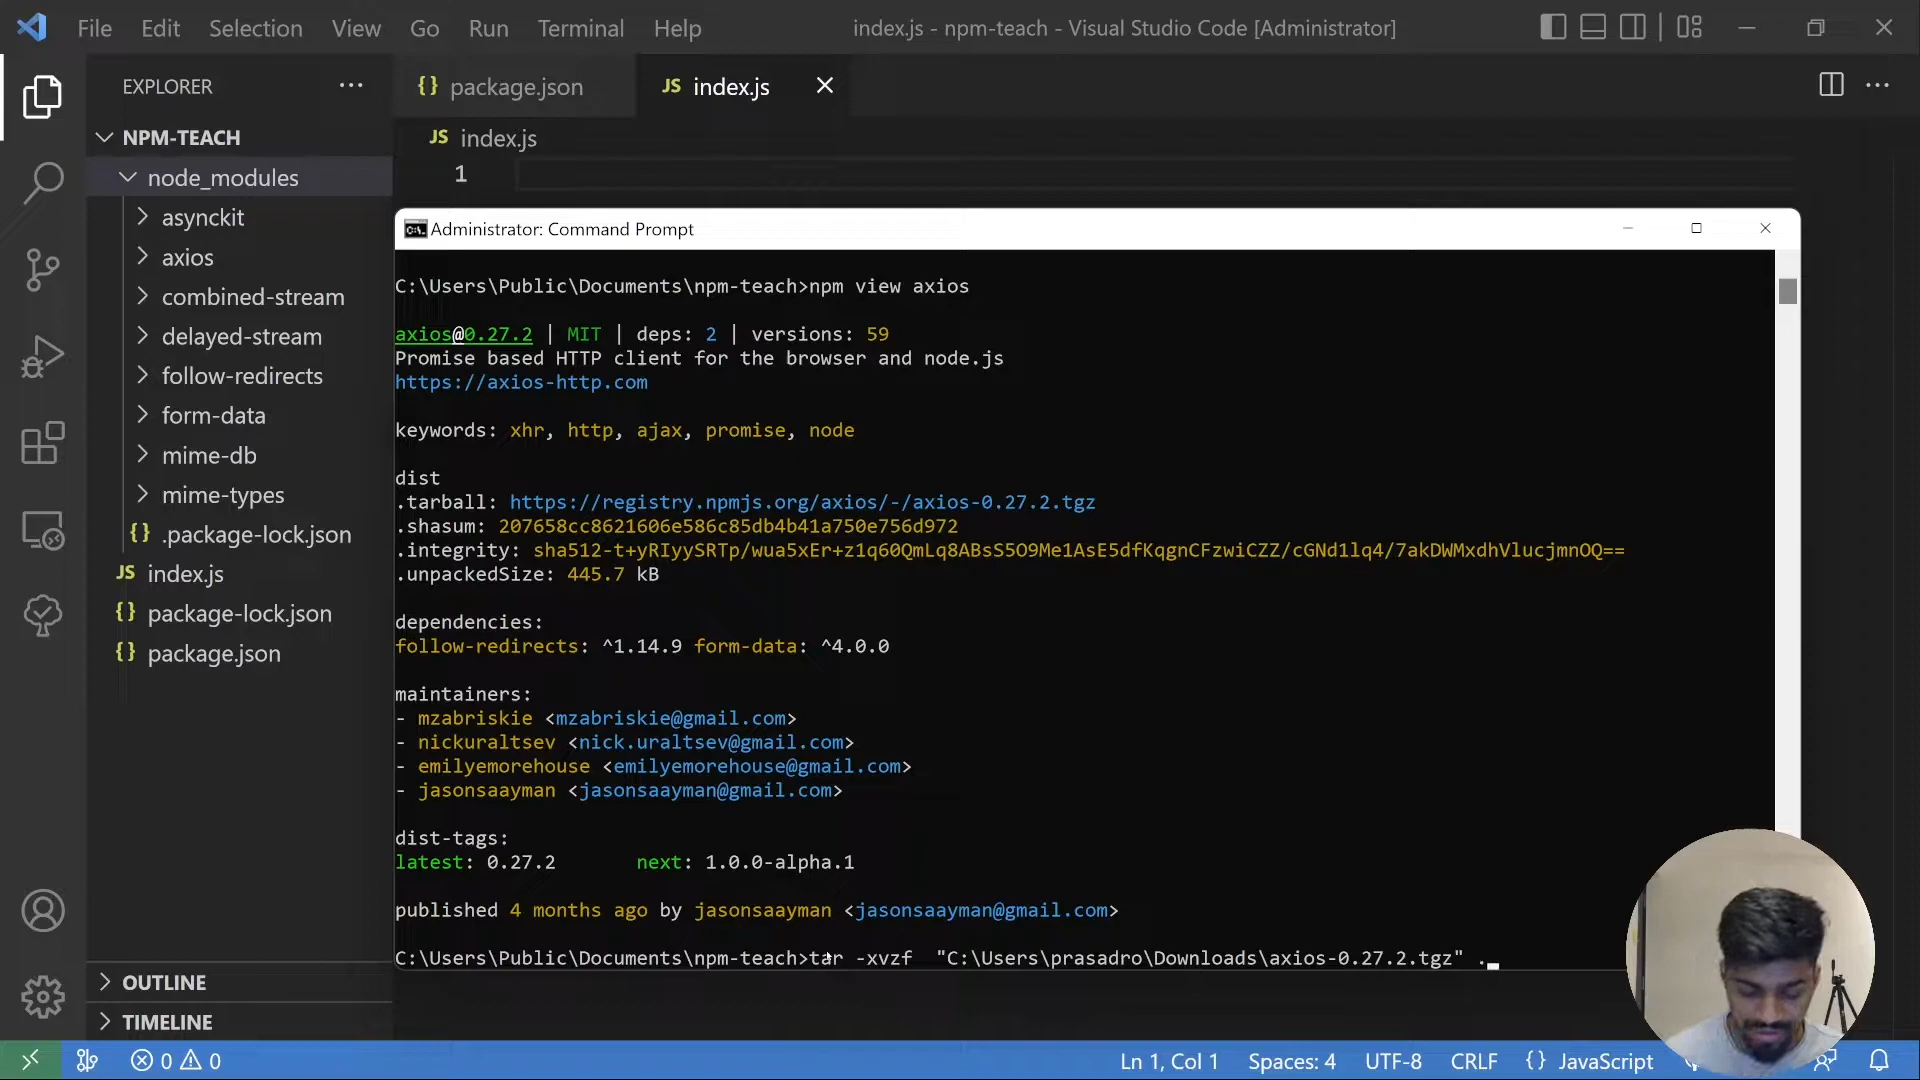 File Edit Selection View Go Run Terminal Help
index.js - npm-teach - Visual Studio Code [Administrator]
EXPLORER
{} package.json
JS index.js
NPM-TEACH
JS index.js
node_modules
1
asynckit
axios
combined-stream
delayed-stream
follow-redirects
form-data
mime-db
mime-types
{} .package-lock.json
JS index.js
{} package-lock.json
{} package.json
OUTLINE
TIMELINE
Administrator: Command Prompt
C:\Users\Public\Documents\npm-teach>npm view axios
axios@0.27.2 | MIT | deps: 2 | versions: 59
Promise based HTTP client for the browser and node.js
https://axios-http.com
keywords: xhr, http, ajax, promise, node
dist
.tarball: https://registry.npmjs.org/axios/-/axios-0.27.2.tgz
.shasum: 207658cc8621606e586c85db4b41a750e756d972
.integrity: sha512-t+yRIyySRTp/wua5xEr+z1q60QmLq8ABsS5O9Me1AsE5dfKqgnCFzwiCZZ/cGNd1lq4/7akDWMxdhVlucjmnOQ==
.unpackedSize: 445.7 kB
dependencies:
follow-redirects: ^1.14.9 form-data: ^4.0.0
maintainers:
- mzabriskie <mzabriskie@gmail.com>
- nickuraltsev <nick.uraltsev@gmail.com>
- emilyemorehouse <emilyemorehouse@gmail.com>
- jasonsaayman <jasonsaayman@gmail.com>
dist-tags:
latest: 0.27.2 next: 1.0.0-alpha.1
published 4 months ago by jasonsaayman <jasonsaayman@gmail.com>
C:\Users\Public\Documents\npm-teach>tar -xvzf "C:\Users\prasadro\Downloads\axios-0.27.2.tgz" ._
0 0
Ln 1, Col 1 Spaces: 4 UTF-8 CRLF {} JavaScript